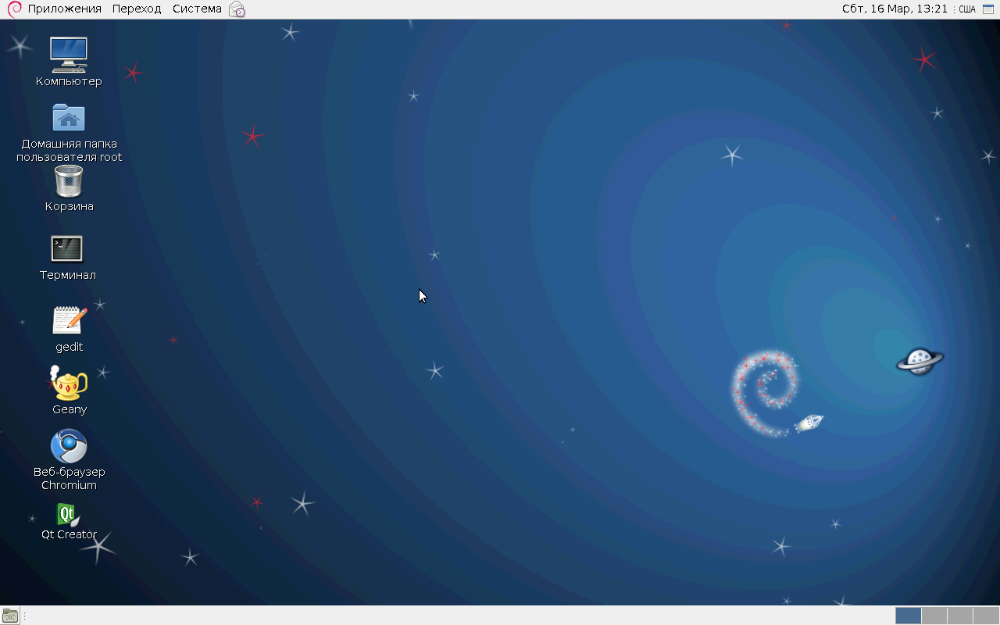 Приложения Переход Система
Сбт, 16 Мар, 13:21 США
Компьютер
Домашняя папка
пользователя root
Корзина
>_
Терминал
gedit
Geany
Веб-браузер
Chromium
Qt
Qt Creator